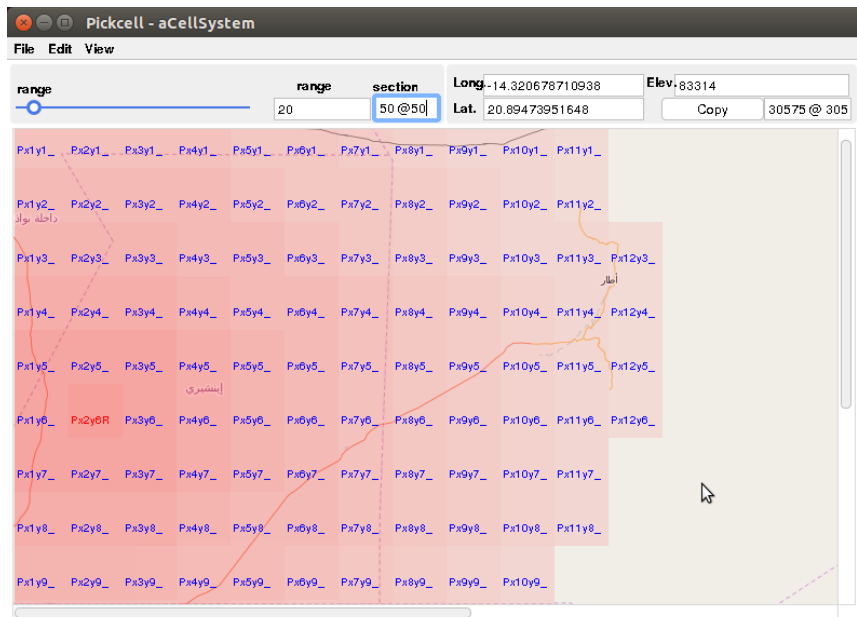 Pickcell - aCellSystem
File Edit View
range range section Long. -14.320678710938 Elev. 83314
20 50 @50 Lat. 20.89473951648 Copy 30575 @ 305
Px1y1_ Px2y1_ Px3y1_ Px4y1_ Px5y1_ Px6y1_ Px7y1_ Px8y1_ Px9y1_ Px10y1_ Px11y1_
Px1y2_ Px2y2_ Px3y2_ Px4y2_ Px5y2_ Px6y2_ Px7y2_ Px8y2_ Px9y2_ Px10y2_ Px11y2_
داخلة نواذ
Px1y3_ Px2y3_ Px3y3_ Px4y3_ Px5y3_ Px6y3_ Px7y3_ Px8y3_ Px9y3_ Px10y3_ Px11y3_ Px12y3_
أطار
Px1y4_ Px2y4_ Px3y4_ Px4y4_ Px5y4_ Px6y4_ Px7y4_ Px8y4_ Px9y4_ Px10y4_ Px11y4_ Px12y4_
Px1y5_ Px2y5_ Px3y5_ Px4y5_ Px5y5_ Px6y5_ Px7y5_ Px8y5_ Px9y5_ Px10y5_ Px11y5_ Px12y5_
إينشيري
Px1y6_ Px2y6R Px3y6_ Px4y6_ Px5y6_ Px6y6_ Px7y6_ Px8y6_ Px9y6_ Px10y6_ Px11y6_ Px12y6_
Px1y7_ Px2y7_ Px3y7_ Px4y7_ Px5y7_ Px6y7_ Px7y7_ Px8y7_ Px9y7_ Px10y7_ Px11y7_
Px1y8_ Px2y8_ Px3y8_ Px4y8_ Px5y8_ Px6y8_ Px7y8_ Px8y8_ Px9y8_ Px10y8_ Px11y8_
Px1y9_ Px2y9_ Px3y9_ Px4y9_ Px5y9_ Px6y9_ Px7y9_ Px8y9_ Px9y9_ Px10y9_